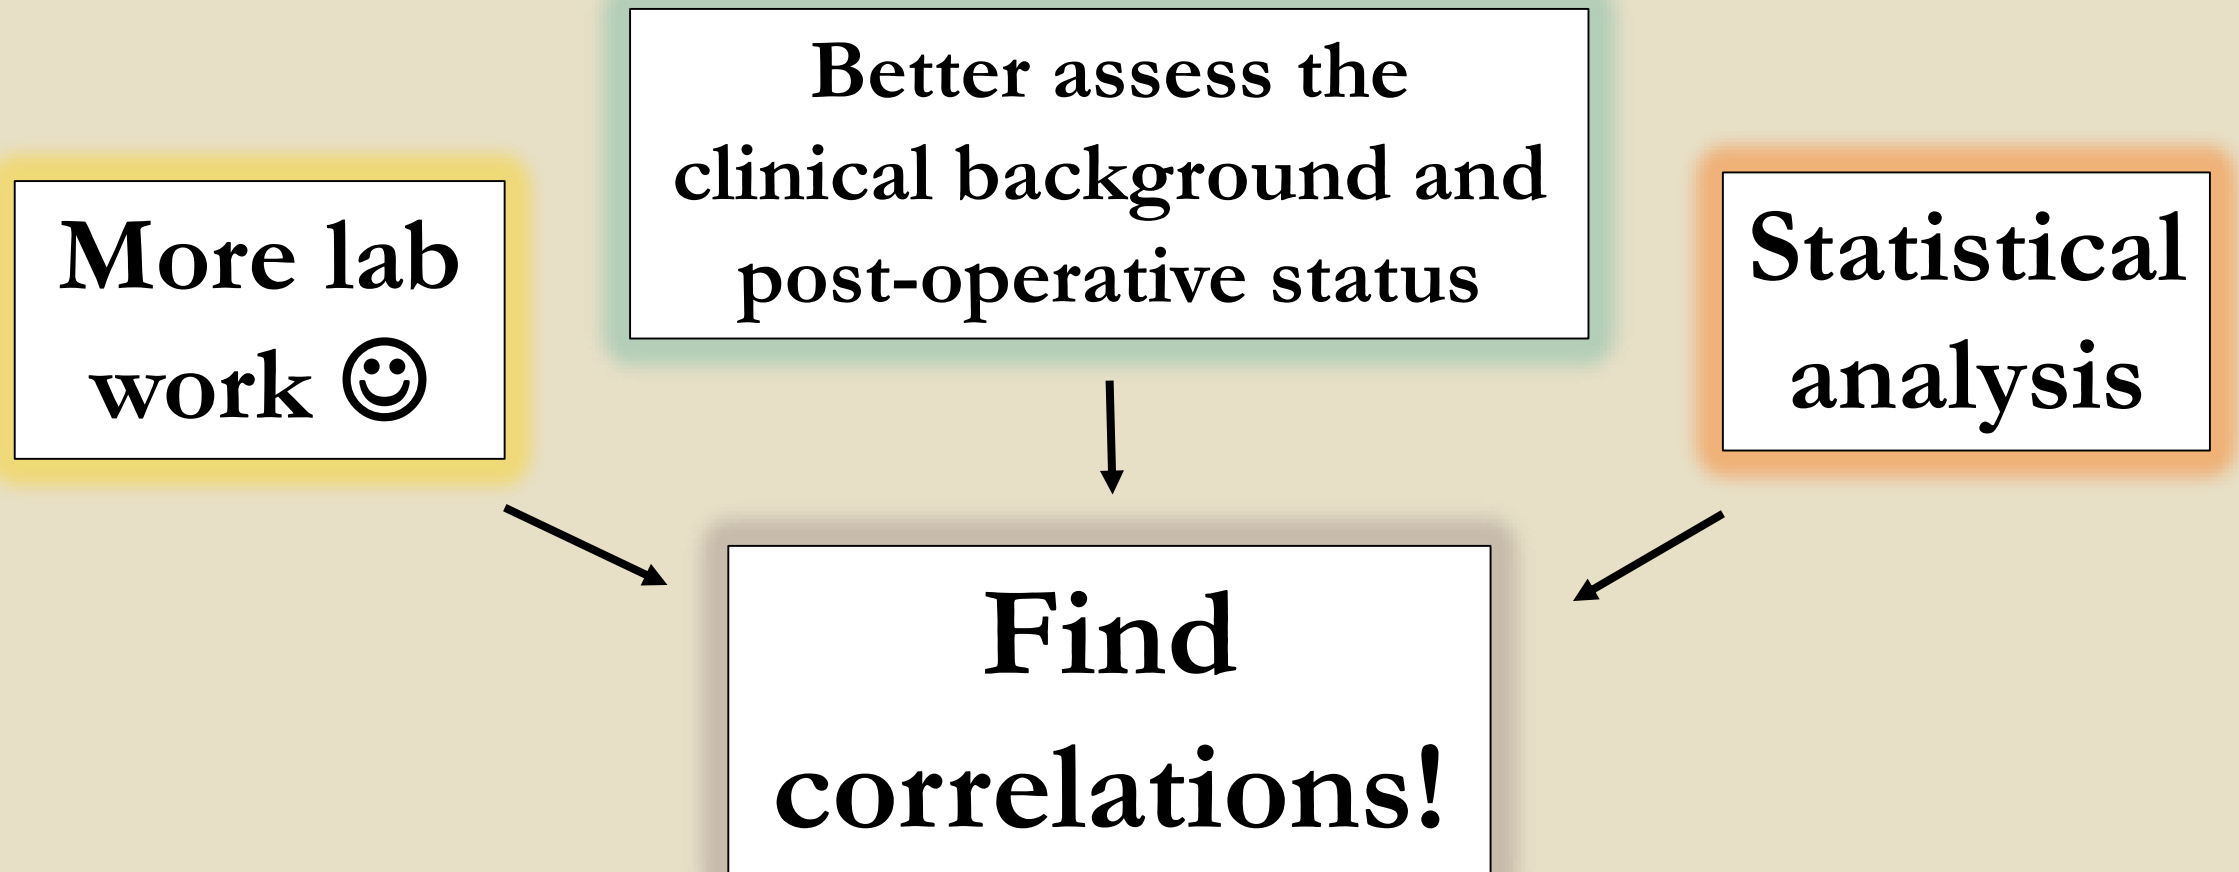 Better assess the
clinical background and
post-operative status
More lab
work ☺
Statistical
analysis
Find
correlations!